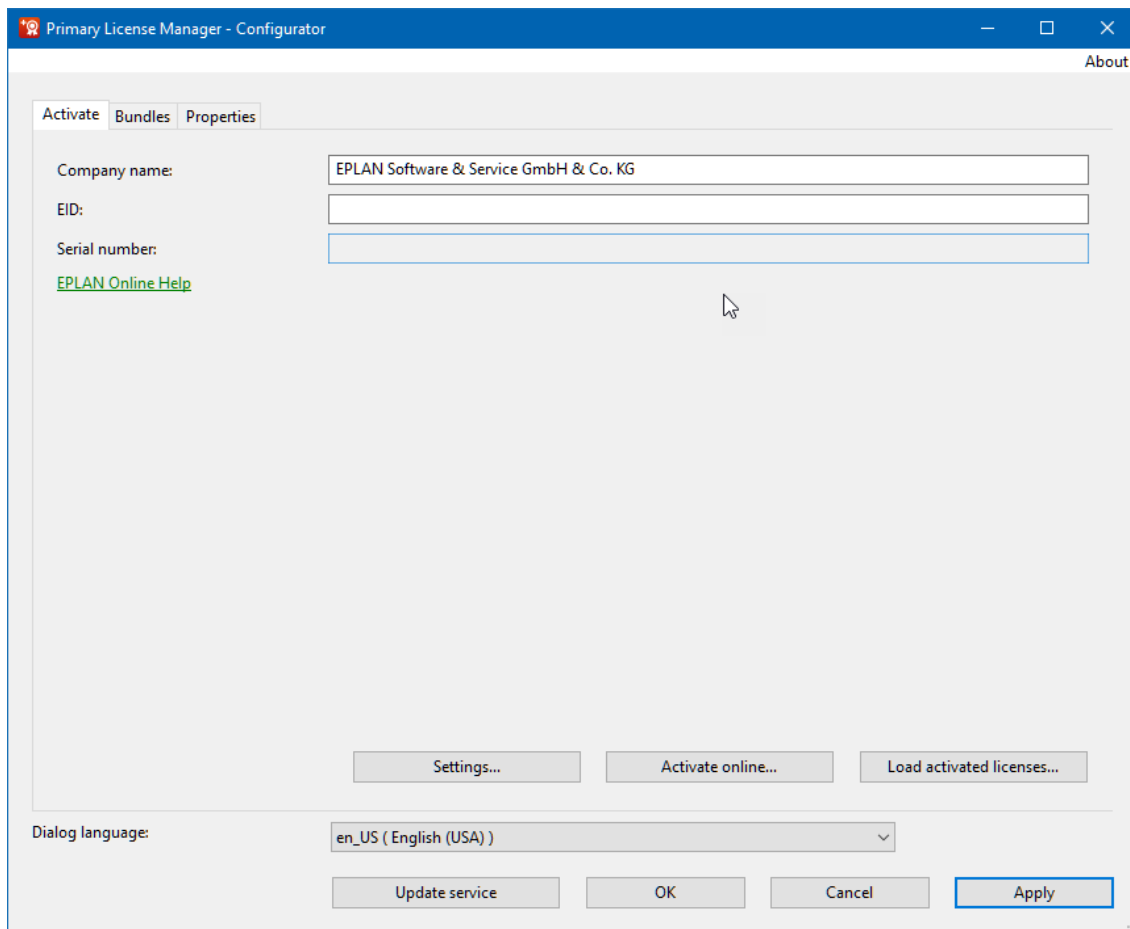 Primary License Manager - Configurator
About
Activate Bundles Properties
Company name: EPLAN Software & Service GmbH & Co. KG
EID:
Serial number:
EPLAN Online Help
Settings... Activate online... Load activated licenses...
Dialog language: en_US ( English (USA) )
Update service OK Cancel Apply